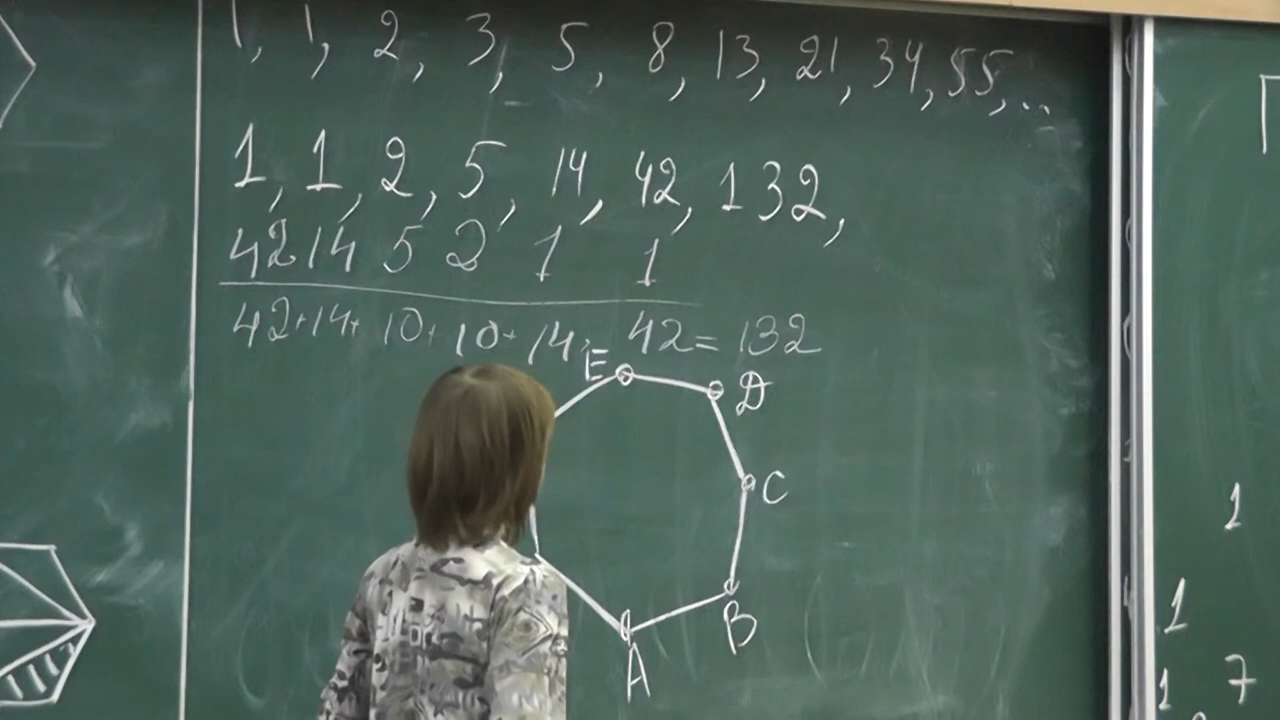 1, 1, 2, 3, 5, 8, 13, 21, 34, 55, ...
1, 1, 2, 5, 14, 42, 132,
42 14 5 2 1 1
42+14+ 10+ 10+ 14+ 42 = 132
E
D
C
B
A
1
1
1 7